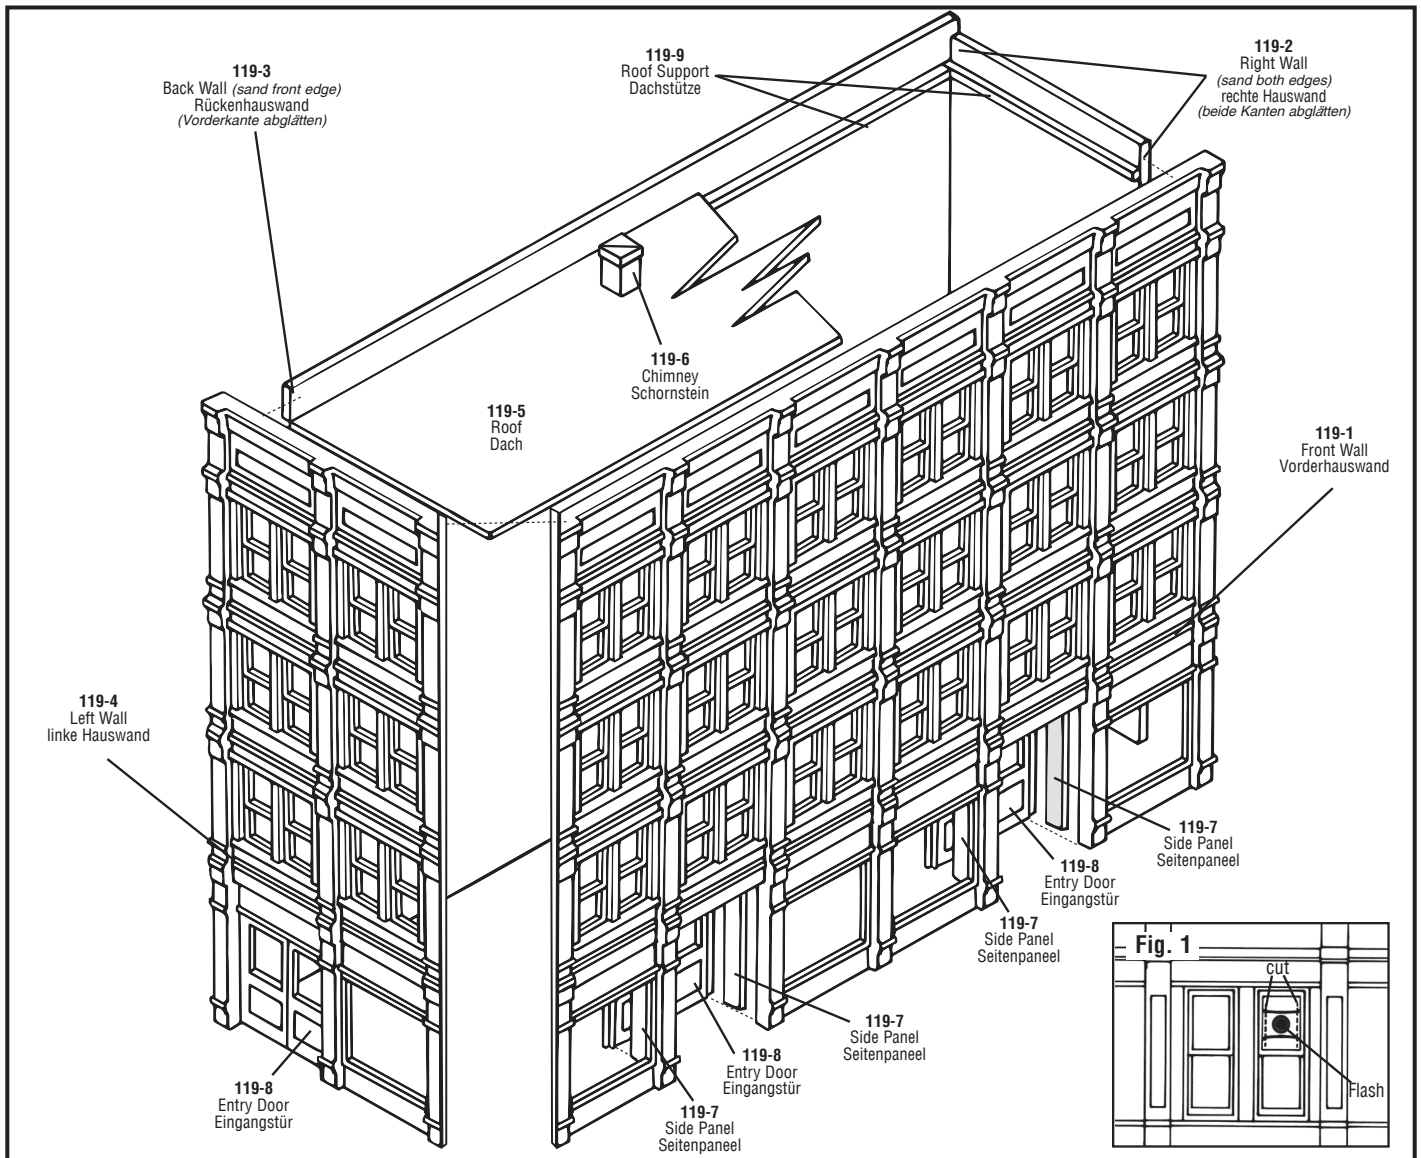 119-9
Roof Support
Dachstütze
119-2
Right Wall
(sand both edges)
rechte Hauswand
(beide Kanten abglätten)
119-3
Back Wall (sand front edge)
Rückenhauswand
(Vorderkante abglätten)
119-6
Chimney
Schornstein
119-5
Roof
Dach
119-1
Front Wall
Vorderhauswand
119-4
Left Wall
linke Hauswand
119-7
Side Panel
Seitenpaneel
119-8
Entry Door
Eingangstür
119-7
Side Panel
Seitenpaneel
119-7
Side Panel
Seitenpaneel
119-8
Entry Door
Eingangstür
119-8
Entry Door
Eingangstür
119-7
Side Panel
Seitenpaneel
Fig. 1
cut
Flash